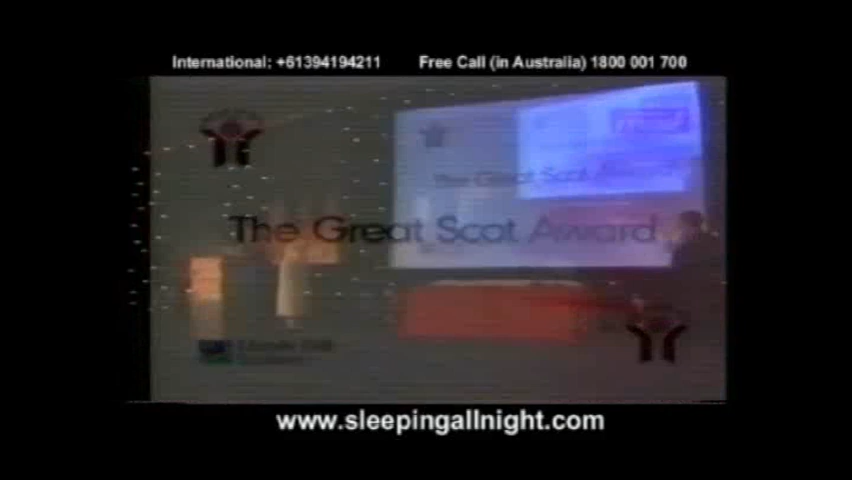 International: +61394194211 Free Call (in Australia) 1800 001 700
The Great Scot Award
The Great Scot Award
www.sleepingallnight.com